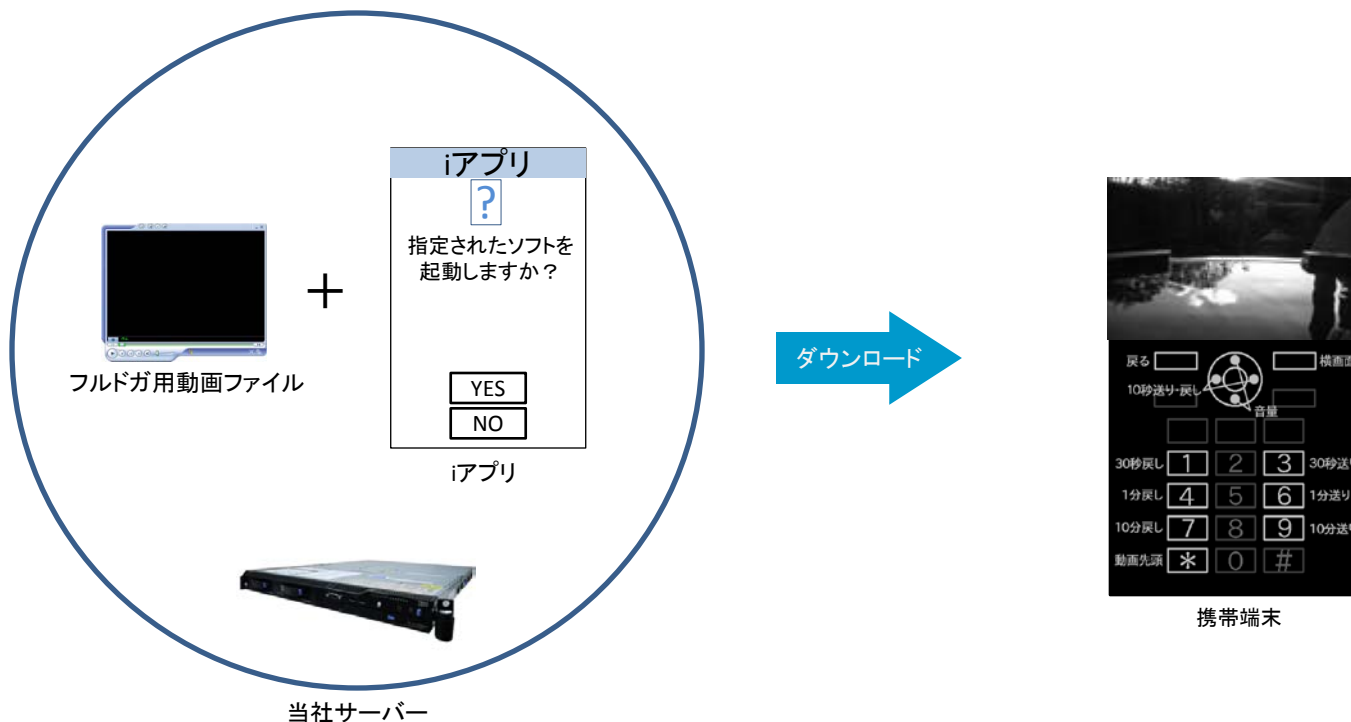 iアプリ
?
指定されたソフトを
起動しますか？
YES
NO
iアプリ
+
フルドガ用動画ファイル
当社サーバー
ダウンロード
戻る
横画面
10秒送り・戻し
音量
30秒戻し 1 2 3 30秒送り
1分戻し 4 5 6 1分送り
10分戻し 7 8 9 10分送り
動画先頭 * 0 #
携帯端末